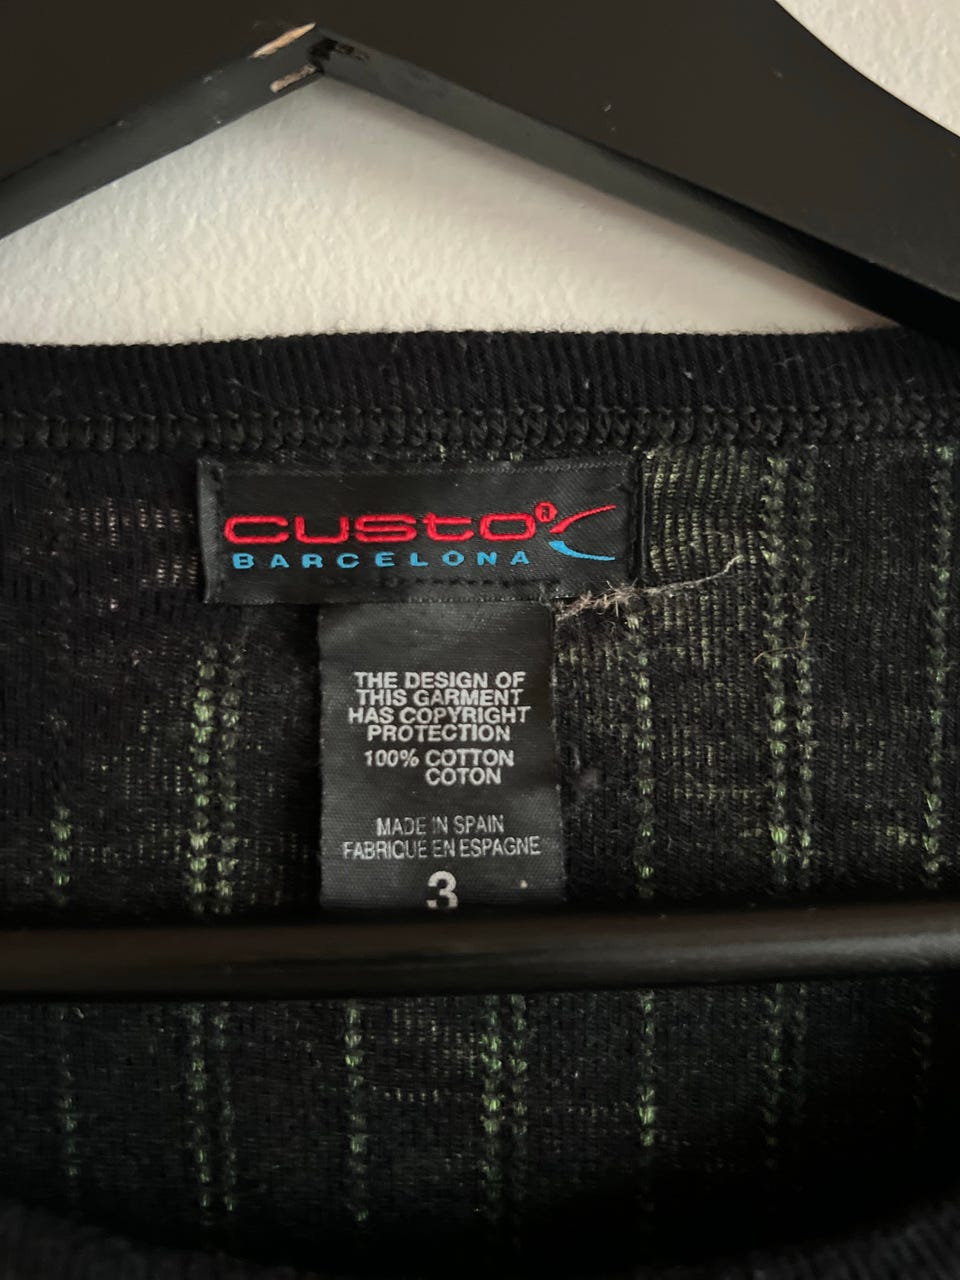 custo®
BARCELONA
THE DESIGN OF
THIS GARMENT
HAS COPYRIGHT
PROTECTION
100% COTTON
COTON
MADE IN SPAIN
FABRIQUE EN ESPAGNE
3